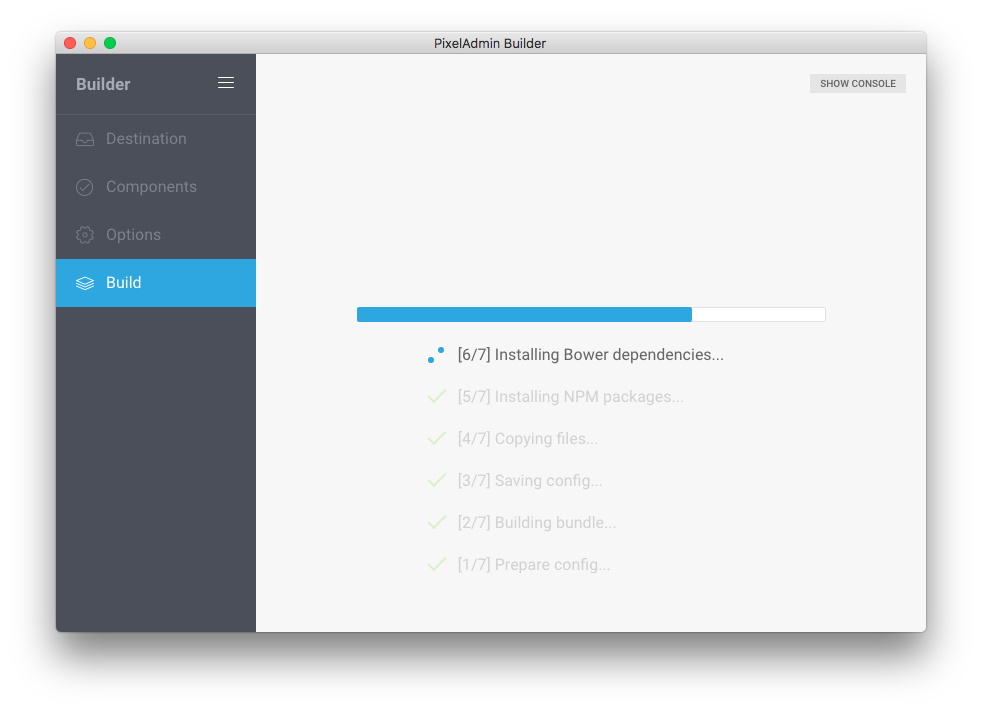 PixelAdmin Builder
Builder
SHOW CONSOLE
Destination
Components
Options
Build
[6/7] Installing Bower dependencies...
[5/7] Installing NPM packages...
[4/7] Copying files...
[3/7] Saving config...
[2/7] Building bundle...
[1/7] Prepare config...